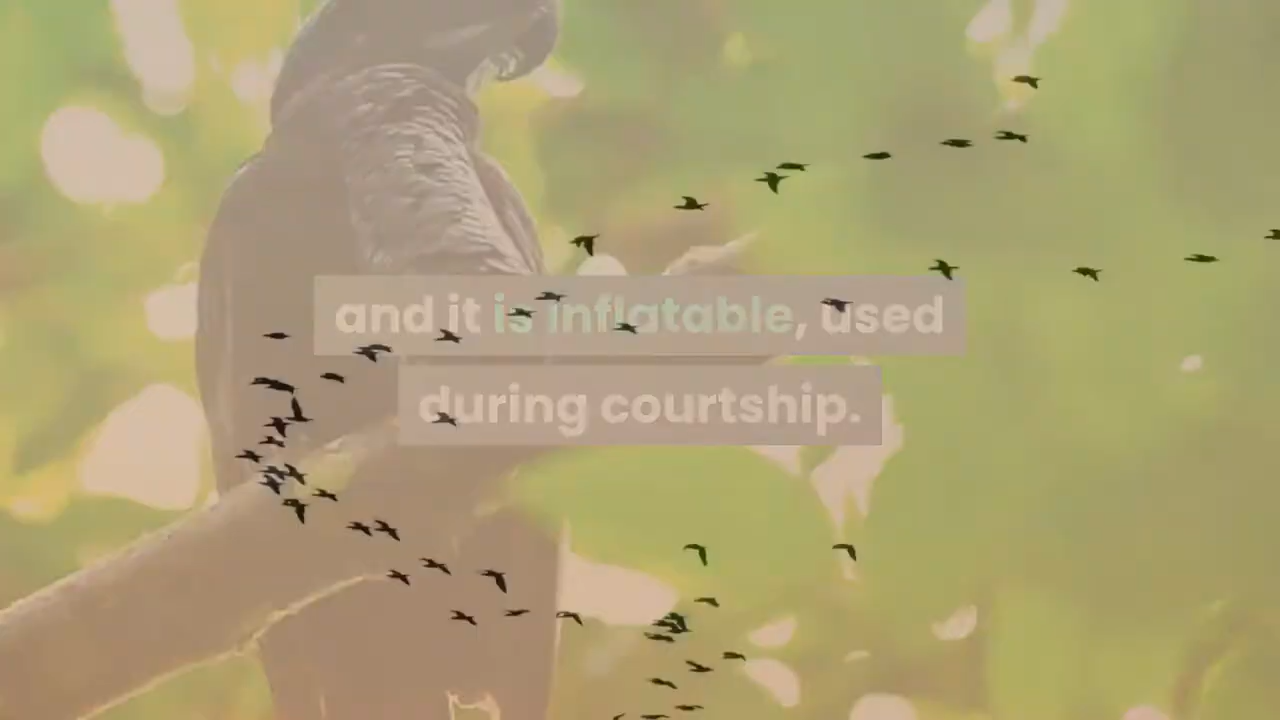 and it is inflatable, used
during courtship.